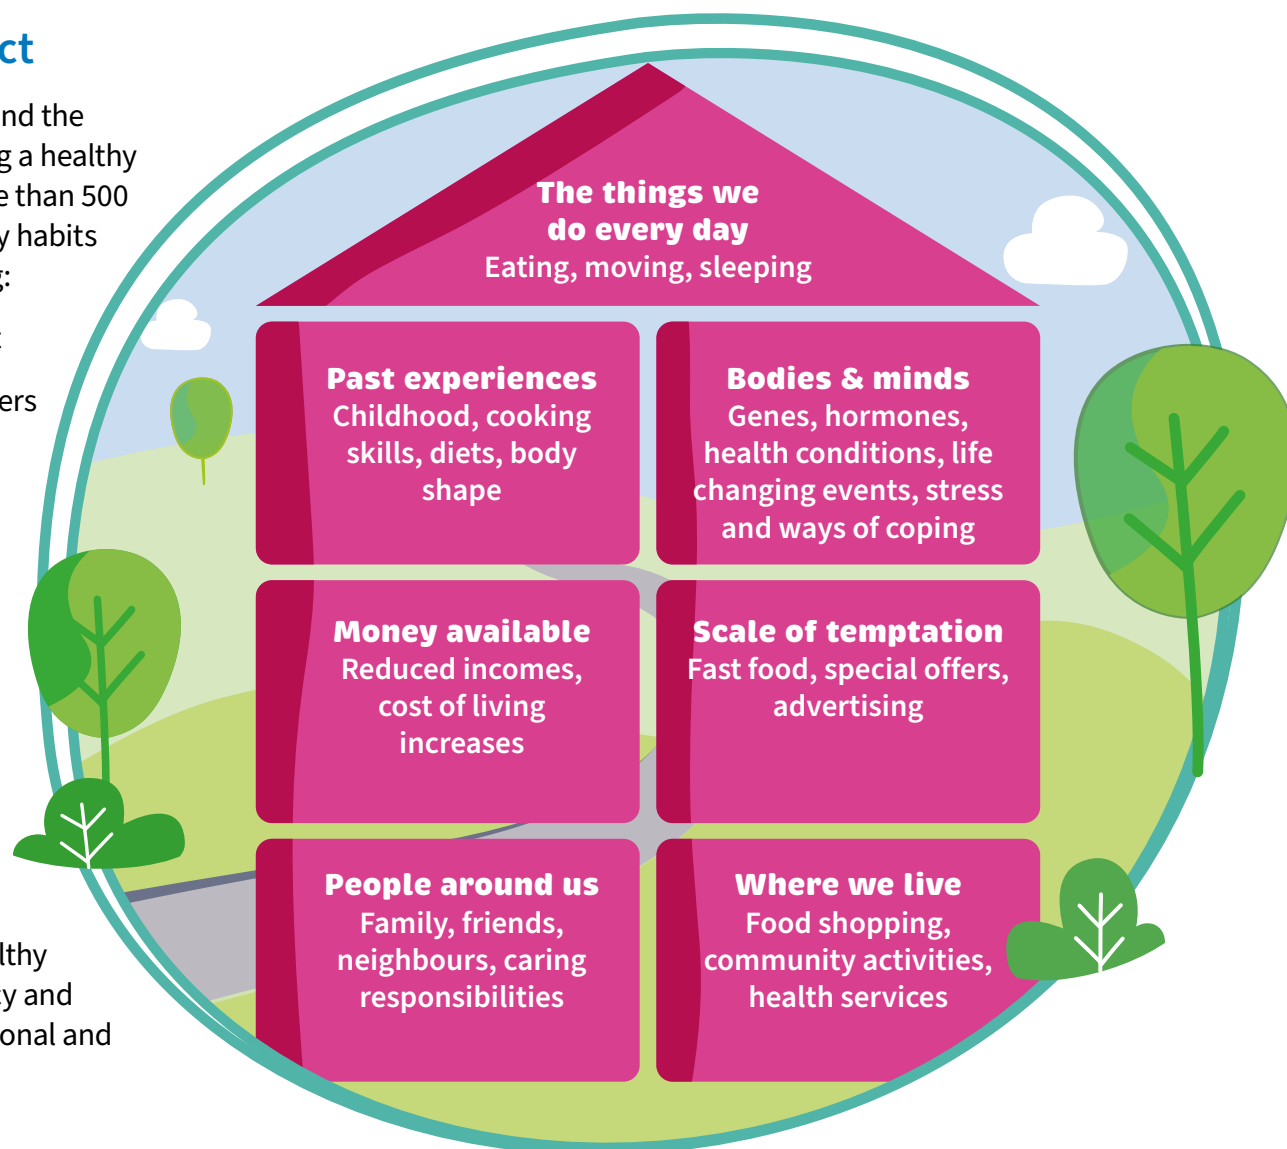 ct
nd the
g a healthy
e than 500
y habits
g:
ers
lthy
ty and
onal and
The things we
do every day
Eating, moving, sleeping
Past experiences
Childhood, cooking
skills, diets, body
shape
Bodies & minds
Genes, hormones,
health conditions, life
changing events, stress
and ways of coping
Money available
Reduced incomes,
cost of living
increases
Scale of temptation
Fast food, special offers,
advertising
People around us
Family, friends,
neighbours, caring
responsibilities
Where we live
Food shopping,
community activities,
health services